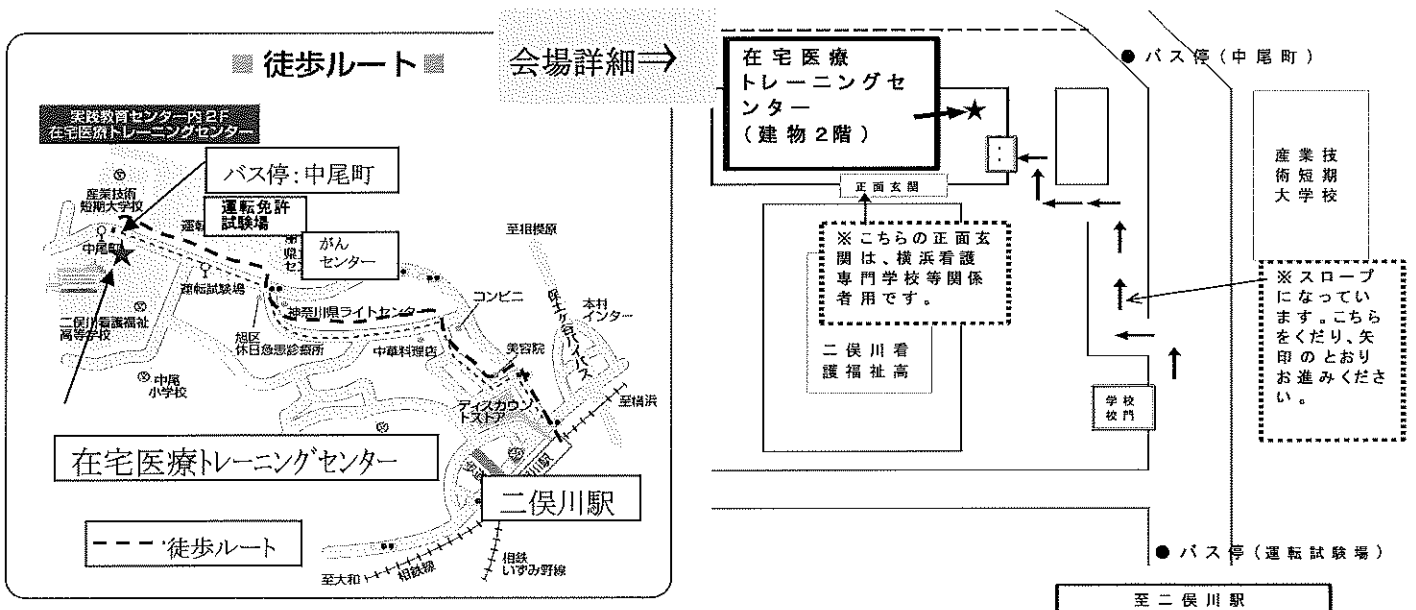 ■ 徒歩ルート ■
会場詳細⇒
実践教育センター内2F
在宅医療トレーニングセンター
バス停:中尾町
産業技術
短期大学校
運転免許
試験場
がん
センター
中尾町
運転試験場
神奈川県ライトセンター
コンビニ
至相模原
保土ヶ谷バイパス
本村
インター
二俣川看護福祉
高等学校
旭区
休日急患診療所
中華料理店
美容院
中尾
小学校
ディスカウン
トストア
至横浜
在宅医療トレーニングセンター
二俣川駅
徒歩ルート
至大和
相鉄線
相鉄
いずみ野線
在宅医療
トレーニングセ
ンター
(建物2階)
● バス停(中尾町)
正面玄関
産業技
術短期
大学校
※こちらの正面玄
関は、横浜看護
専門学校等関係
者用です。
※スロープ
になってい
ます。こちら
をくだり、矢
印のとおり
お進みくださ
い。
二俣川看
護福祉高
学校
校門
● バス停(運転試験場)
至二俣川駅